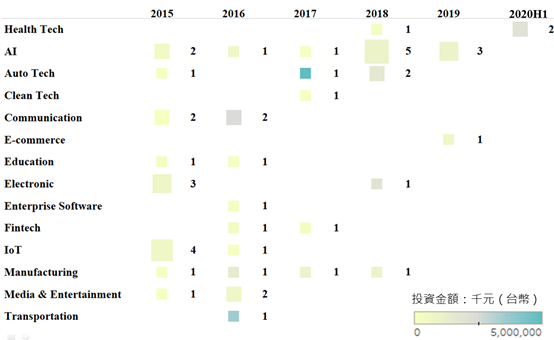 2015 2016 2017 2018 2019 2020H1
Health Tech 1 2
AI 2 1 1 5 3
Auto Tech 1 1 2
Clean Tech 1
Communication 2 2
E-commerce 1
Education 1 1
Electronic 3 1
Enterprise Software 1
Fintech 1 1
IoT 4 1
Manufacturing 1 1 1 1
Media & Entertainment 1 2
Transportation 1
投資金額：千元（台幣）
0 5,000,000